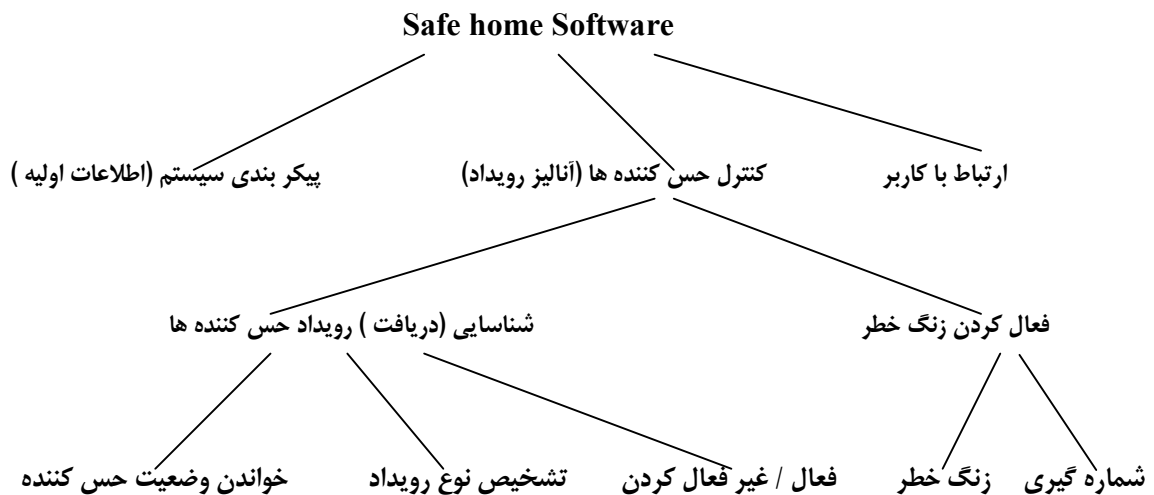 Safe home Software
ارتباط با کاربر    کنترل حس کننده ها (آنالیز رویداد)    پیکر بندی سیستم (اطلاعات اولیه )
فعال کردن زنگ خطر    شناسایی (دریافت ) رویداد حس کننده ها
شماره گیری    زنگ خطر    فعال / غیر فعال کردن    تشخیص نوع رویداد    خواندن وضعیت حس کننده